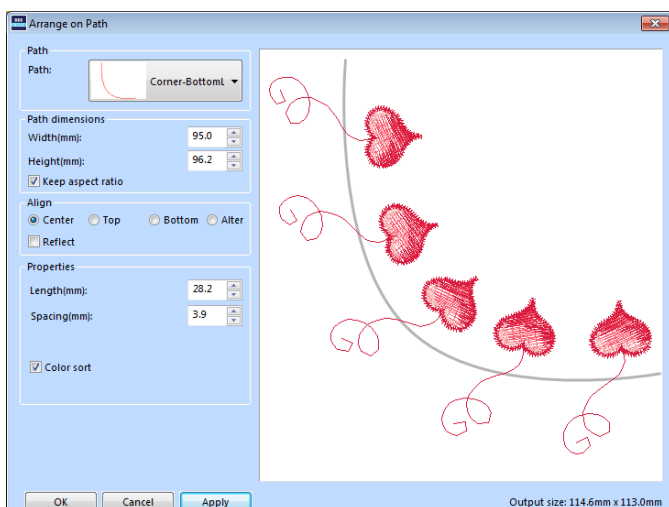 Arrange on Path
Path
Path:
Corner-BottomL
Path dimensions
Width(mm): 95.0
Height(mm): 96.2
Keep aspect ratio
Align
Center Top Bottom Alter
Reflect
Properties
Length(mm): 28.2
Spacing(mm): 3.9
Color sort
OK Cancel Apply
Output size: 114.6mm x 113.0mm